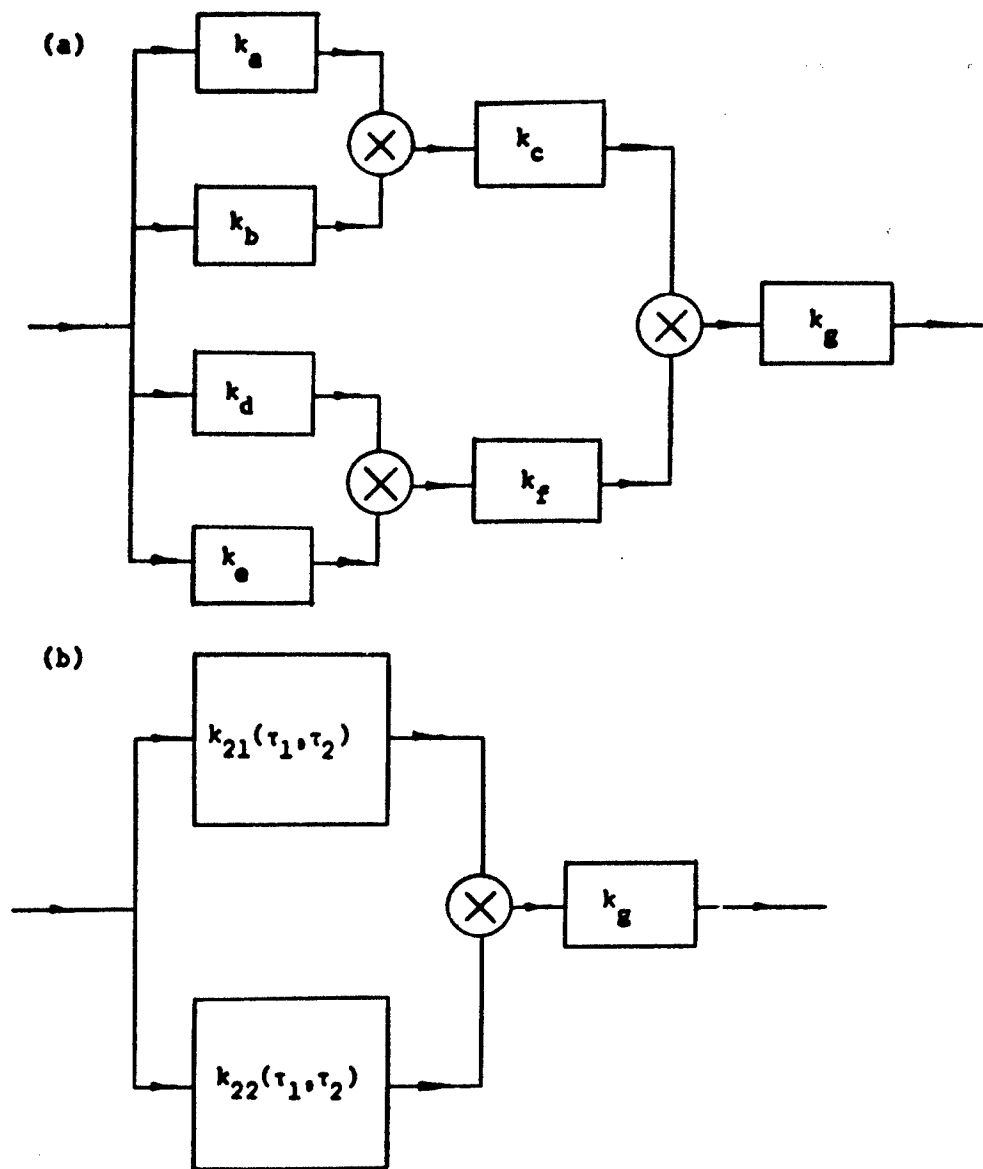 (a)
k_a
k_b
k_c
k_d
k_e
k_f
k_g
(b)
k_21(τ_1,τ_2)
k_22(τ_1,τ_2)
k_g